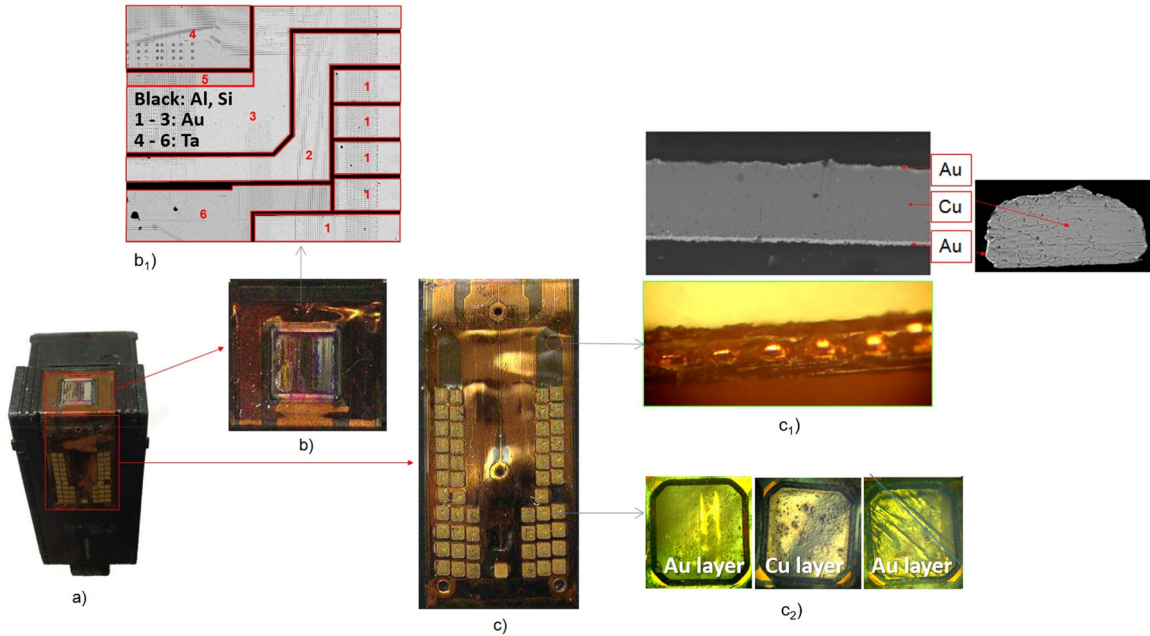 4
5
Black: Al, Si
1 - 3: Au
4 - 6: Ta
3
2
1
1
1
1
6
1
b1)
Au
Cu
Au
a)
b)
c)
c1)
Au layer
Cu layer
Au layer
c2)